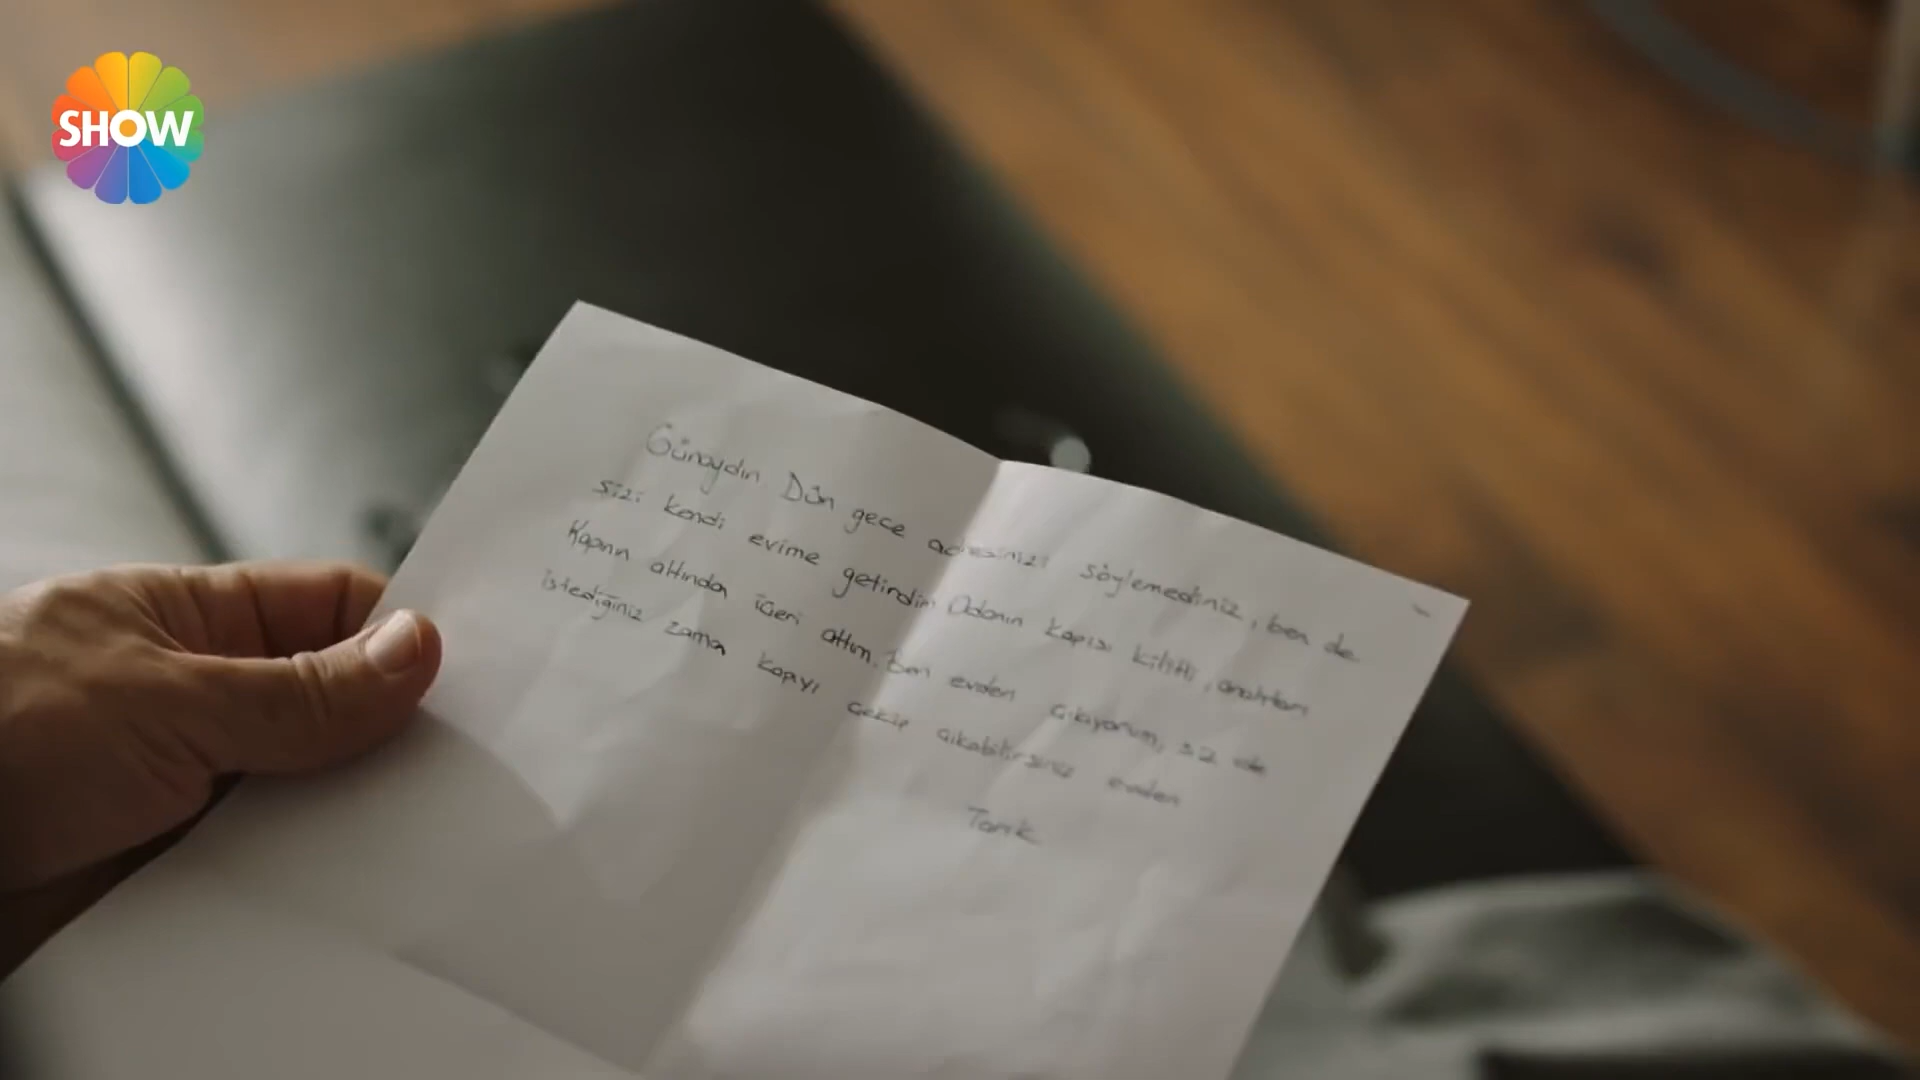 SHOW
Günaydın Dün gece adresinizi söylemediniz, ben de
sizi kendi evime getirdim Odanın kapısı kilitli, anahtarı
Kapının altından içeri attım. Ben evden çıkıyorum, siz de
istediğiniz zaman kapıyı çekip çıkabilirsiniz evden
Tarık